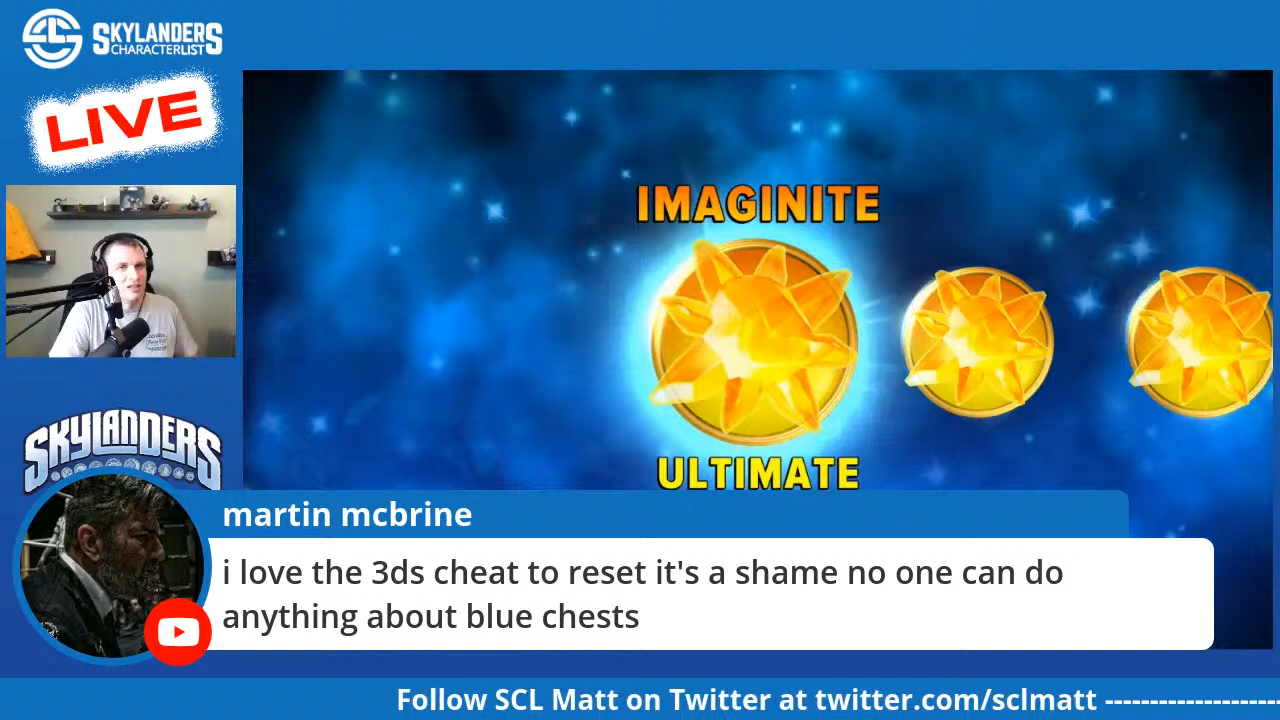 SKYLANDERS
CHARACTERLIST
LIVE
IMAGINITE
ULTIMATE
SKYLANDERS
martin mcbrine
i love the 3ds cheat to reset it's a shame no one can do
anything about blue chests
Follow SCL Matt on Twitter at twitter.com/sclmatt --------------------